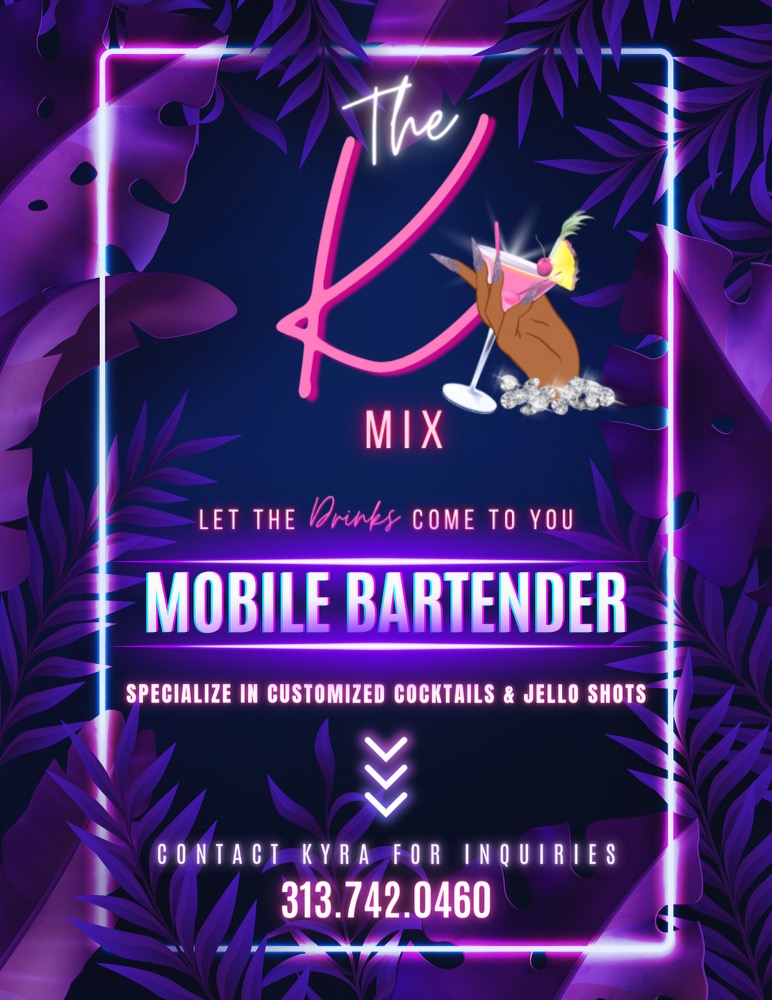 The
K
MIX
LET THE Drinks COME TO YOU
MOBILE BARTENDER
SPECIALIZE IN CUSTOMIZED COCKTAILS & JELLO SHOTS
CONTACT KYRA FOR INQUIRIES
313.742.0460